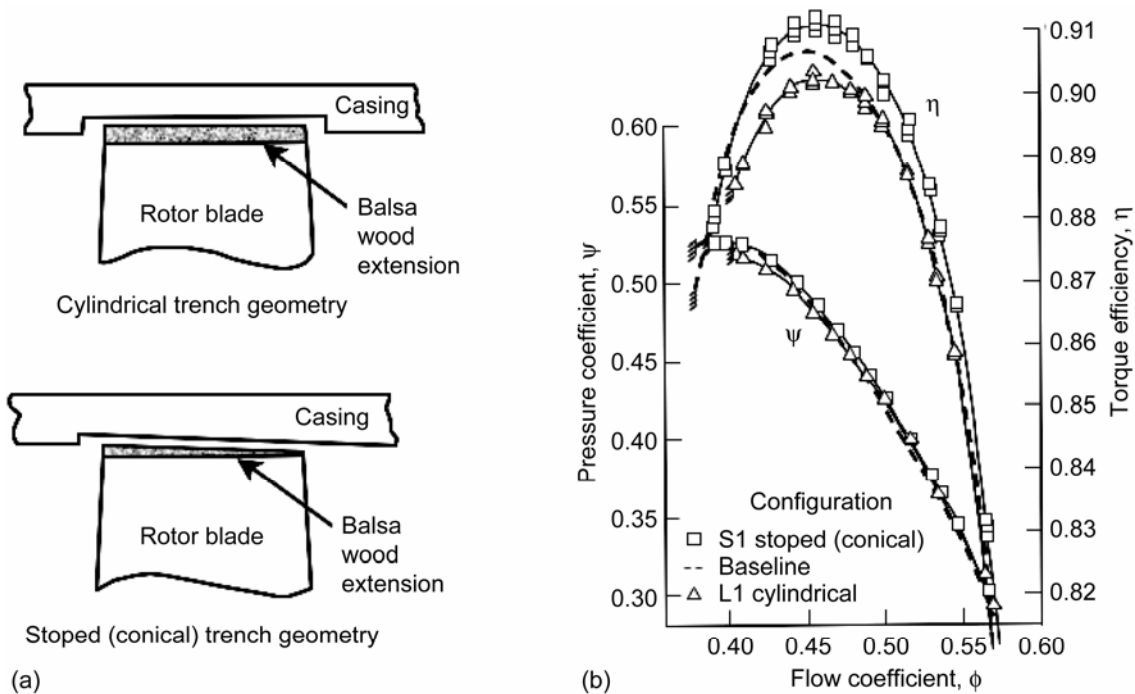 Casing
Rotor blade
Balsa
wood
extension
Cylindrical trench geometry
Casing
Rotor blade
Balsa
wood
extension
Stoped (conical) trench geometry
(a)
Pressure coefficient, ψ
0.60
0.55
0.50
0.45
0.40
0.35
0.30
η
ψ
Configuration
S1 stoped (conical)
Baseline
L1 cylindrical
0.40
0.45
0.50
0.55
0.60
Flow coefficient, ϕ
0.91
0.90
0.89
0.88
0.87
0.86
0.85
0.84
0.83
0.82
Torque efficiency, η
(b)